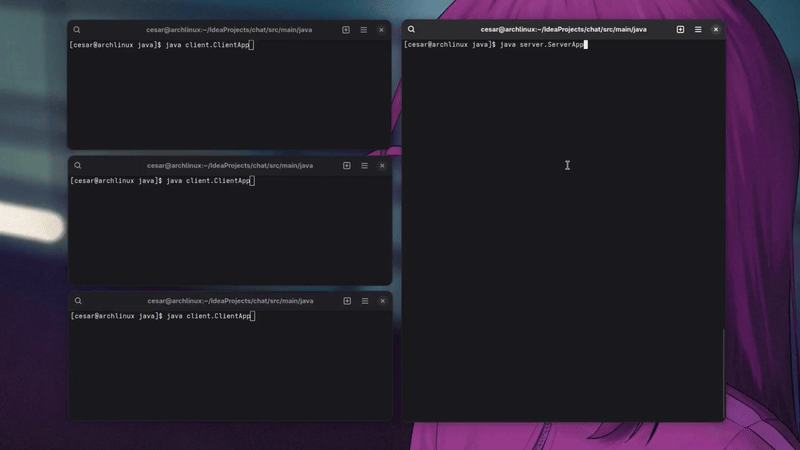 cesar@archlinux:~/IdeaProjects/chat/src/main/java
[cesar@archlinux java]$ java client.ClientApp
cesar@archlinux:~/IdeaProjects/chat/src/main/java
[cesar@archlinux java]$ java client.ClientApp
cesar@archlinux:~/IdeaProjects/chat/src/main/java
[cesar@archlinux java]$ java client.ClientApp
cesar@archlinux:~/IdeaProjects/chat/src/main/java
[cesar@archlinux java]$ java server.ServerApp